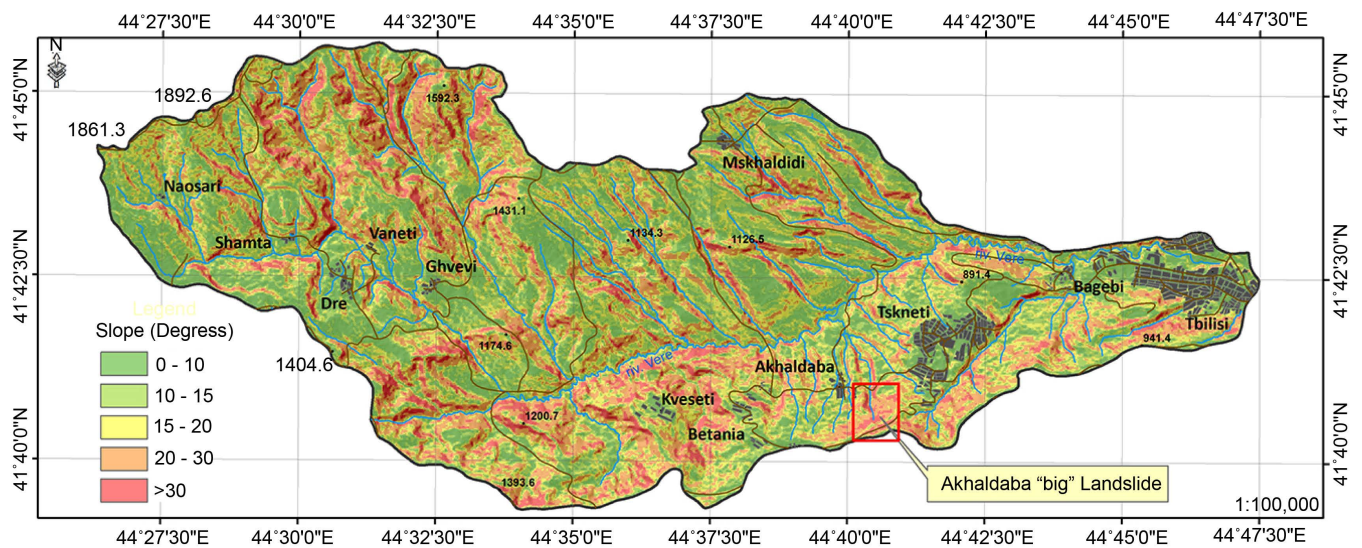 44°27'30"E 44°30'0"E 44°32'30"E 44°35'0"E 44°37'30"E 44°40'0"E 44°42'30"E 44°45'0"E 44°47'30"E
N
41°45'0"N
41°45'0"N
1592.3
1892.6
1861.3
Mskhaldidi
Naosari
1431.1
Vaneti
1134.3
1126.5
Shamta
riv. Vere
Ghvevi
891.4
41°42'30"N
41°42'30"N
Bagebi
Dre
Legend
Tskneti
Tbilisi
Slope (Degress)
1174.6
941.4
0 - 10
1404.6
riv. Vere
Akhaldaba
10 - 15
Kveseti
15 - 20
1200.7
Betania
20 - 30
41°40'0"N
41°40'0"N
1393.6
>30
Akhaldaba “big” Landslide
1:100,000
44°27'30"E 44°30'0"E 44°32'30"E 44°35'0"E 44°37'30"E 44°40'0"E 44°42'30"E 44°45'0"E 44°47'30"E